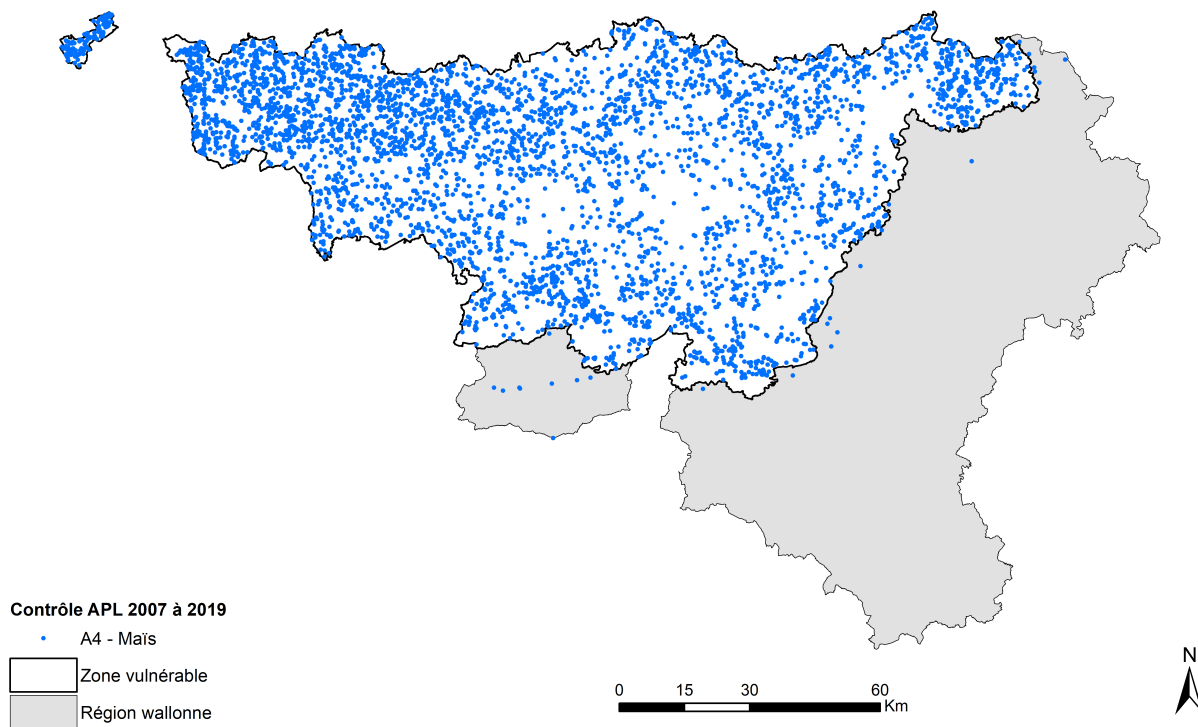 Contrôle APL 2007 à 2019
A4 - Maïs
Zone vulnérable
Région wallonne
0 15 30 60
Km
N